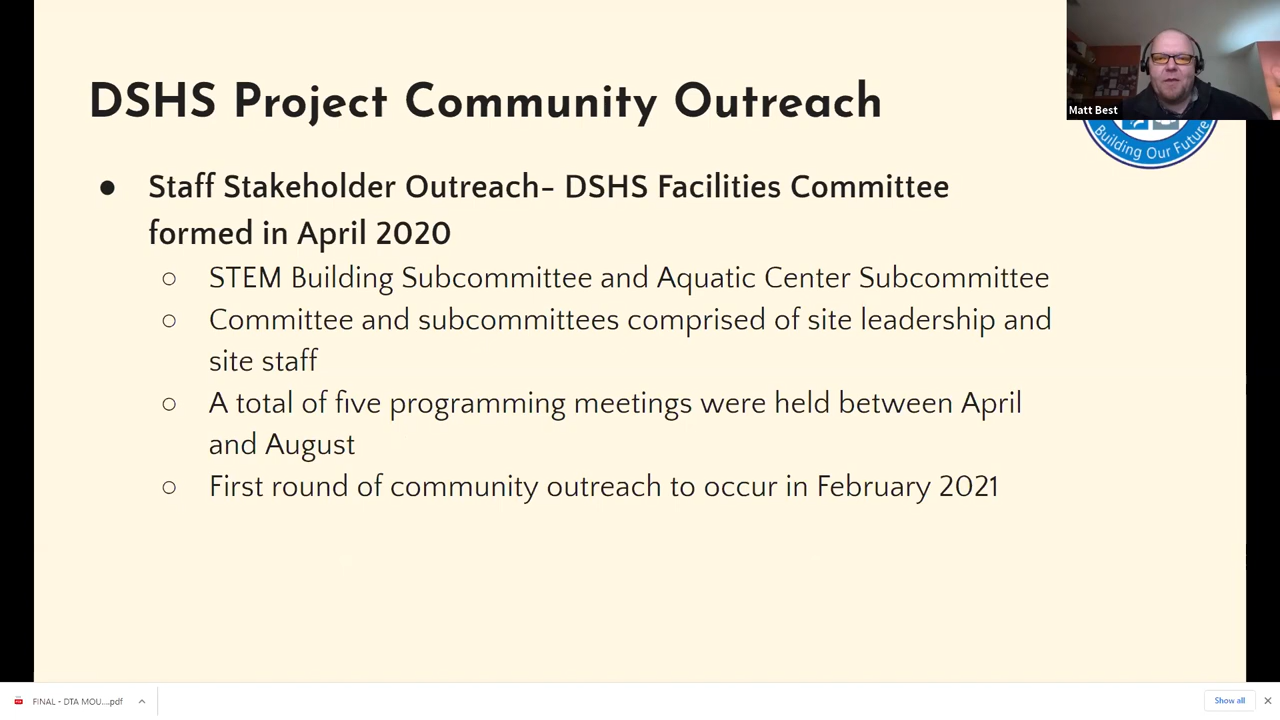 DSHS Project Community Outreach
Matt Best
Building Our Future
● Staff Stakeholder Outreach- DSHS Facilities Committee
formed in April 2020
○ STEM Building Subcommittee and Aquatic Center Subcommittee
○ Committee and subcommittees comprised of site leadership and
site staff
○ A total of five programming meetings were held between April
and August
○ First round of community outreach to occur in February 2021
FINAL - DTA MOU....pdf
Show all